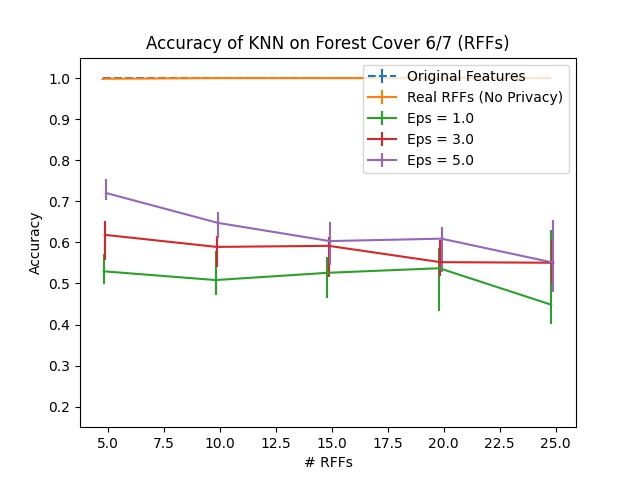 Accuracy of KNN on Forest Cover 6/7 (RFFs)
Original Features
Real RFFs (No Privacy)
Eps = 1.0
Eps = 3.0
Eps = 5.0
Accuracy
1.0
0.9
0.8
0.7
0.6
0.5
0.4
0.3
0.2
5.0 7.5 10.0 12.5 15.0 17.5 20.0 22.5 25.0
# RFFs